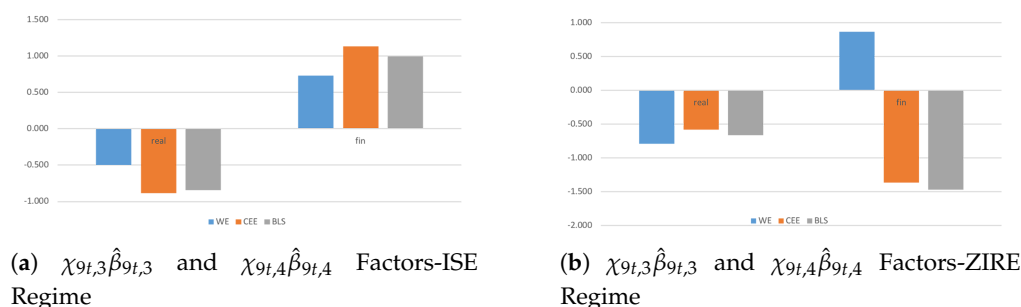 1.500
1.000
0.500
0.000
-0.500
-1.000
real
fin
WE CEE BLS
(a) χ9t,3β̂9t,3 and χ9t,4β̂9t,4 Factors-ISE
Regime
1.000
0.500
0.000
-0.500
-1.000
-1.500
-2.000
real
fin
WE CEE BLS
(b) χ9t,3β̂9t,3 and χ9t,4β̂9t,4 Factors-ZIRE
Regime